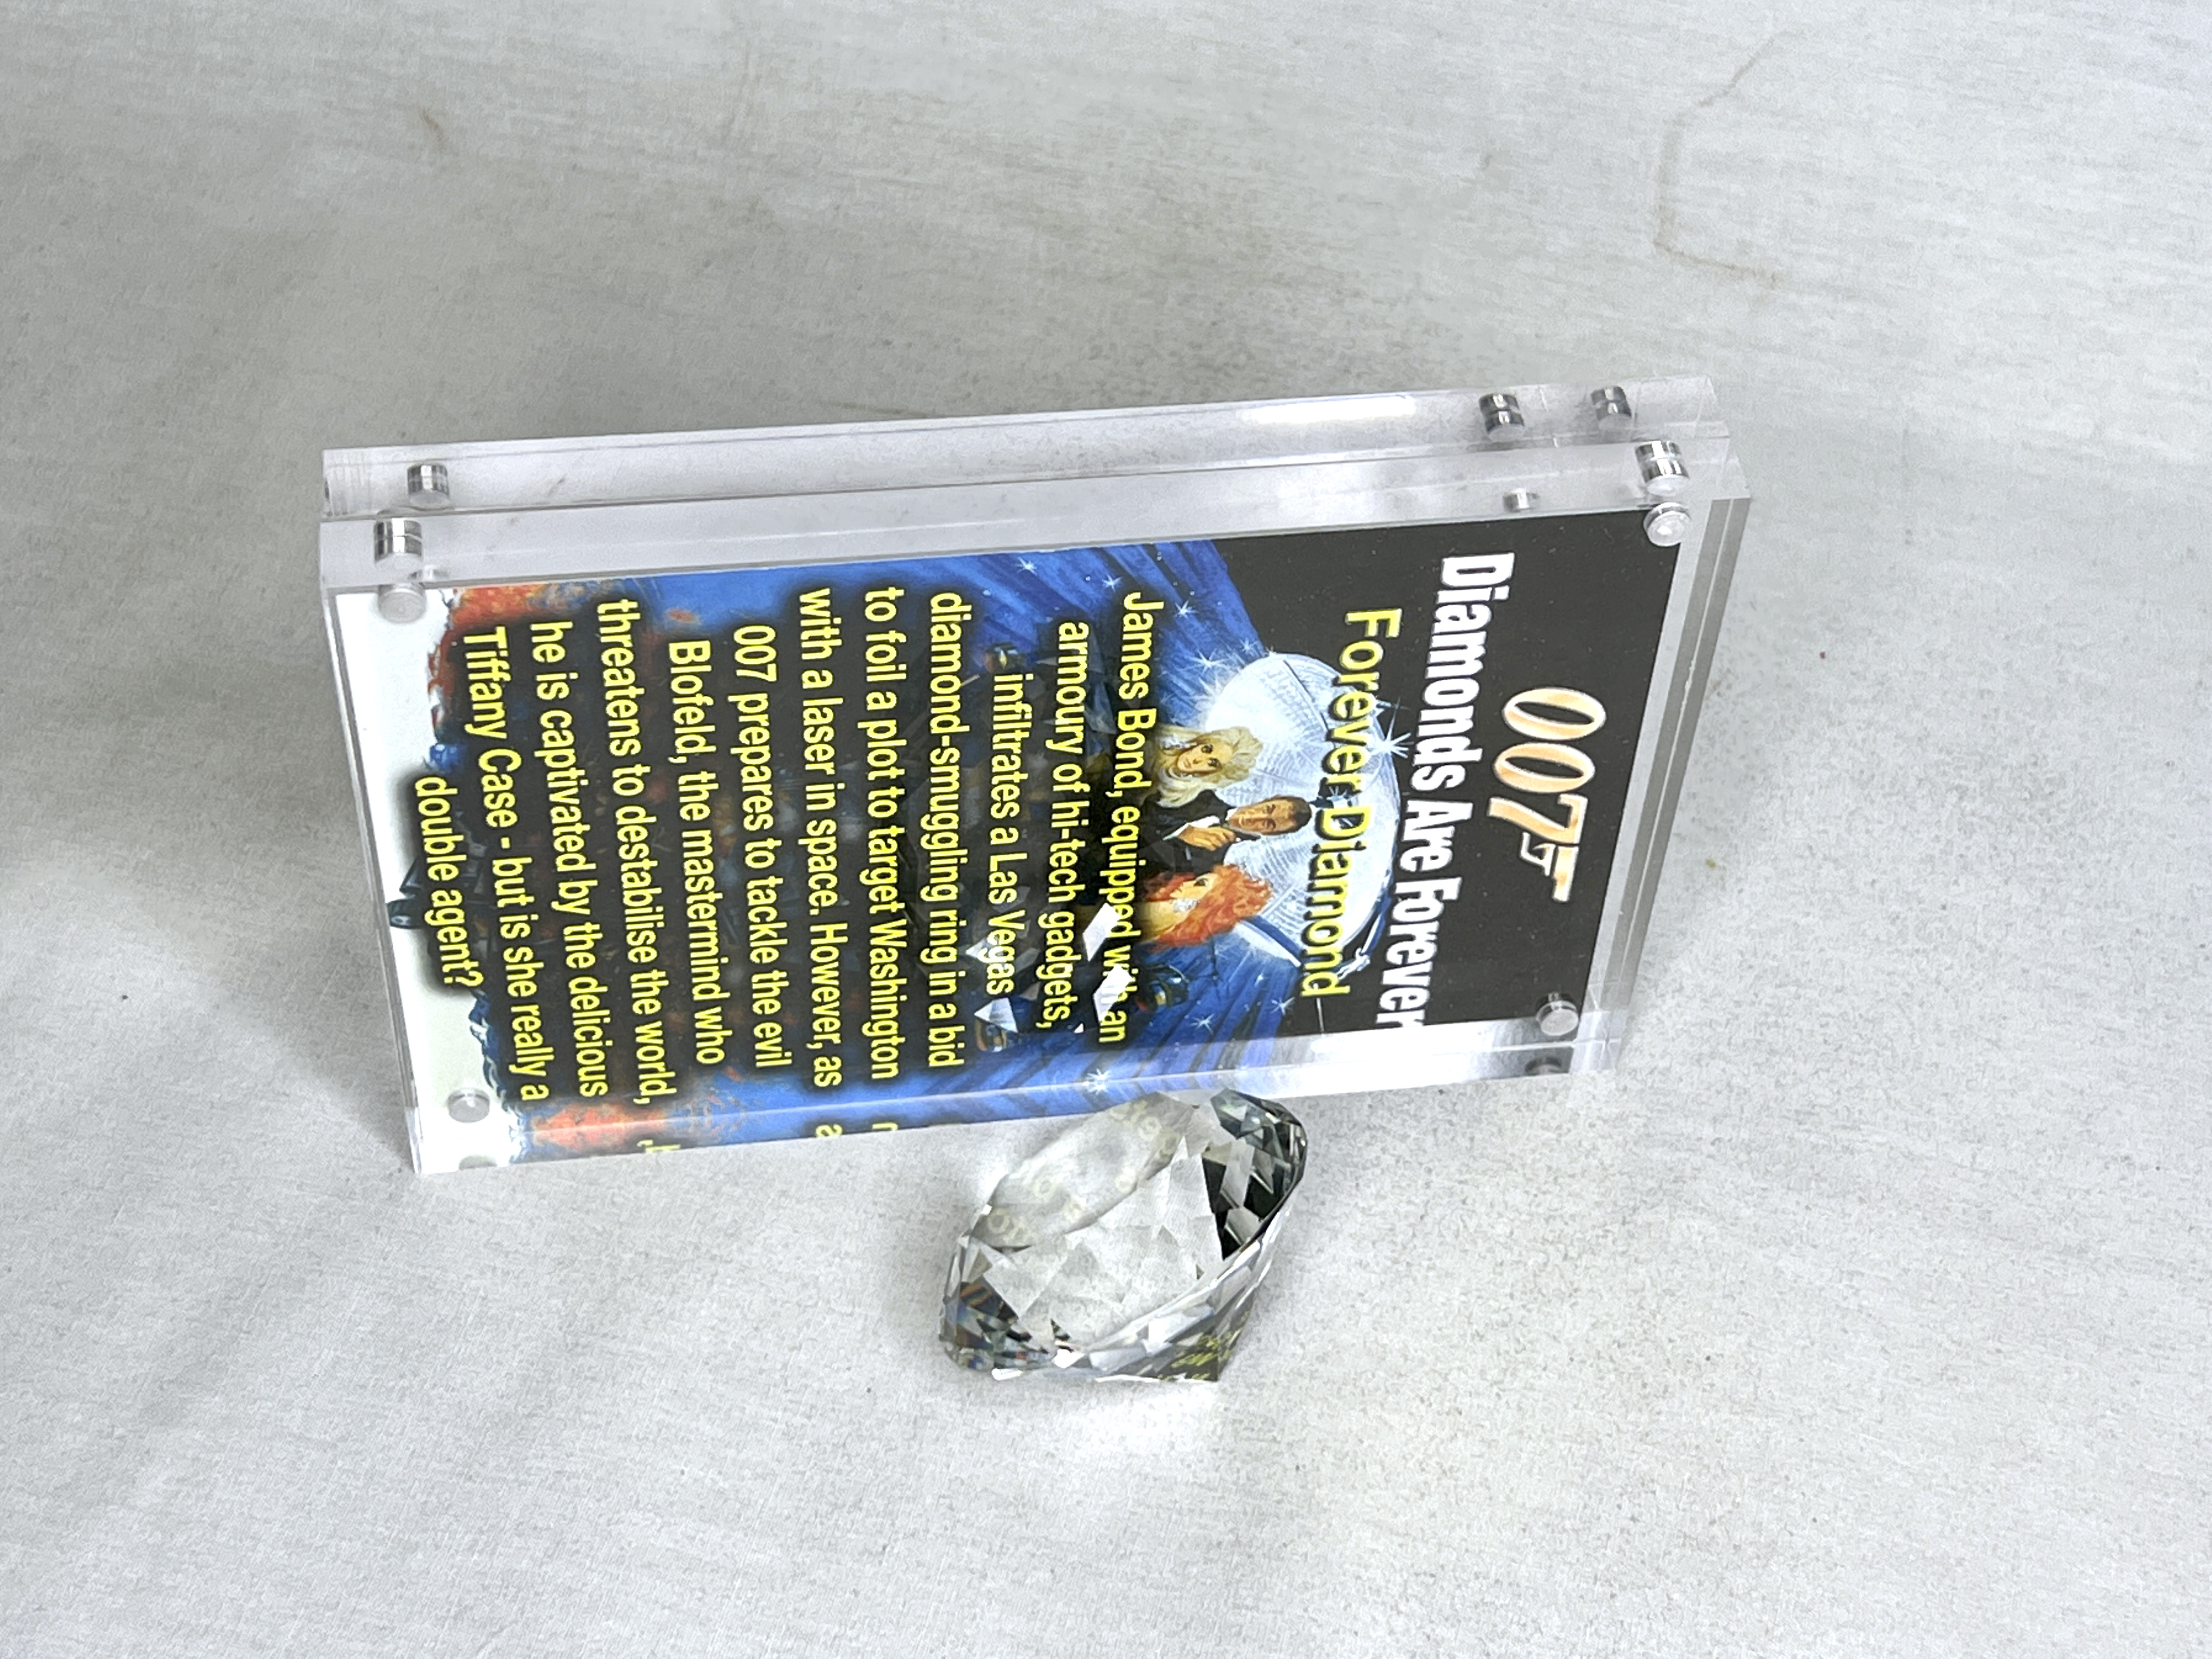 007
Diamonds Are Forever
Forever Diamond
James Bond, equipped with an
armoury of hi-tech gadgets,
infiltrates a Las Vegas
diamond-smuggling ring in a bid
to foil a plot to target Washington
with a laser in space. However, as
007 prepares to tackle the evil
Blofeld, the mastermind who
threatens to destabilise the world,
he is captivated by the delicious
Tiffany Case - but is she really a
double agent?